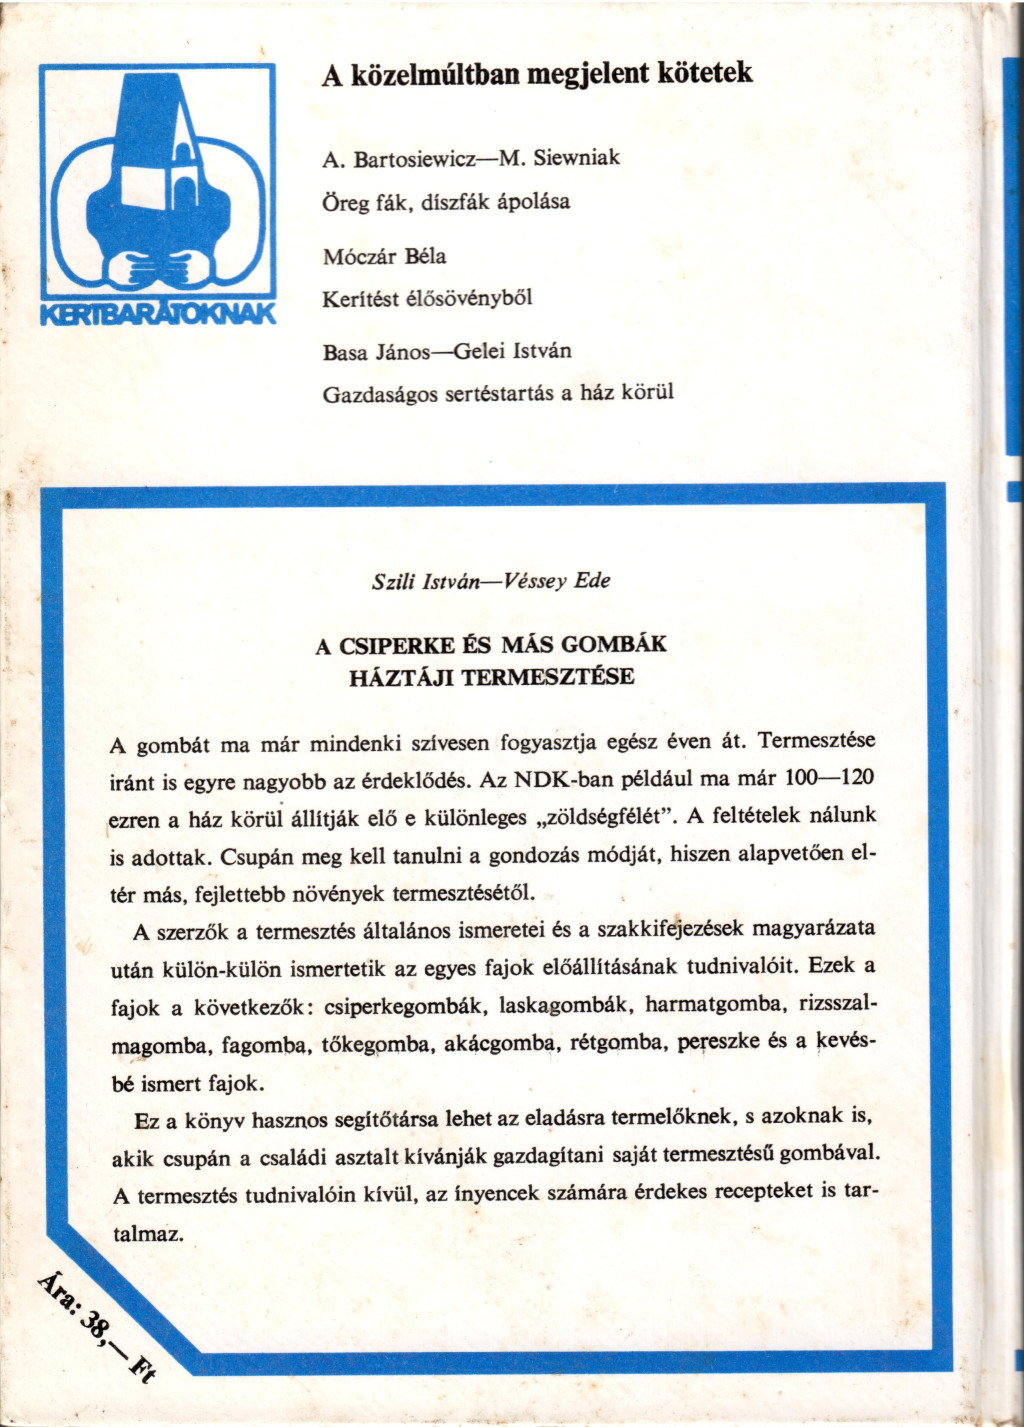 A közelmúltban megjelent kötetek
A. Bartosiewicz—M. Siewniak
Öreg fák, díszfák ápolása
Móczár Béla
Kerítést élősövényből
Basa János—Gelei István
Gazdaságos sertéstartás a ház körül
KERTBARÁTOKNAK
Szili István—Véssey Ede
A CSIPERKE ÉS MÁS GOMBÁK
HÁZTÁJI TERMESZTÉSE
A gombát ma már mindenki szívesen fogyasztja egész éven át. Termesztése
iránt is egyre nagyobb az érdeklődés. Az NDK-ban például ma már 100—120
ezren a ház körül állítják elő e különleges „zöldségfélét”. A feltételek nálunk
is adottak. Csupán meg kell tanulni a gondozás módját, hiszen alapvetően el-
tér más, fejlettebb növények termesztésétől.
A szerzők a termesztés általános ismeretei és a szakkifejezések magyarázata
után külön-külön ismertetik az egyes fajok előállításának tudnivalóit. Ezek a
fajok a következők: csiperkegombák, laskagombák, harmatgomba, rizsszal-
magomba, fagomba, tőkegomba, akácgomba, rétgomba, pereszke és a kevés-
bé ismert fajok.
Ez a könyv hasznos segítőtársa lehet az eladásra termelőknek, s azoknak is,
akik csupán a családi asztalt kívánják gazdagítani saját termesztésű gombával.
A termesztés tudnivalóin kívül, az ínyencek számára érdekes recepteket is tar-
talmaz.
Ára: 38,— Ft